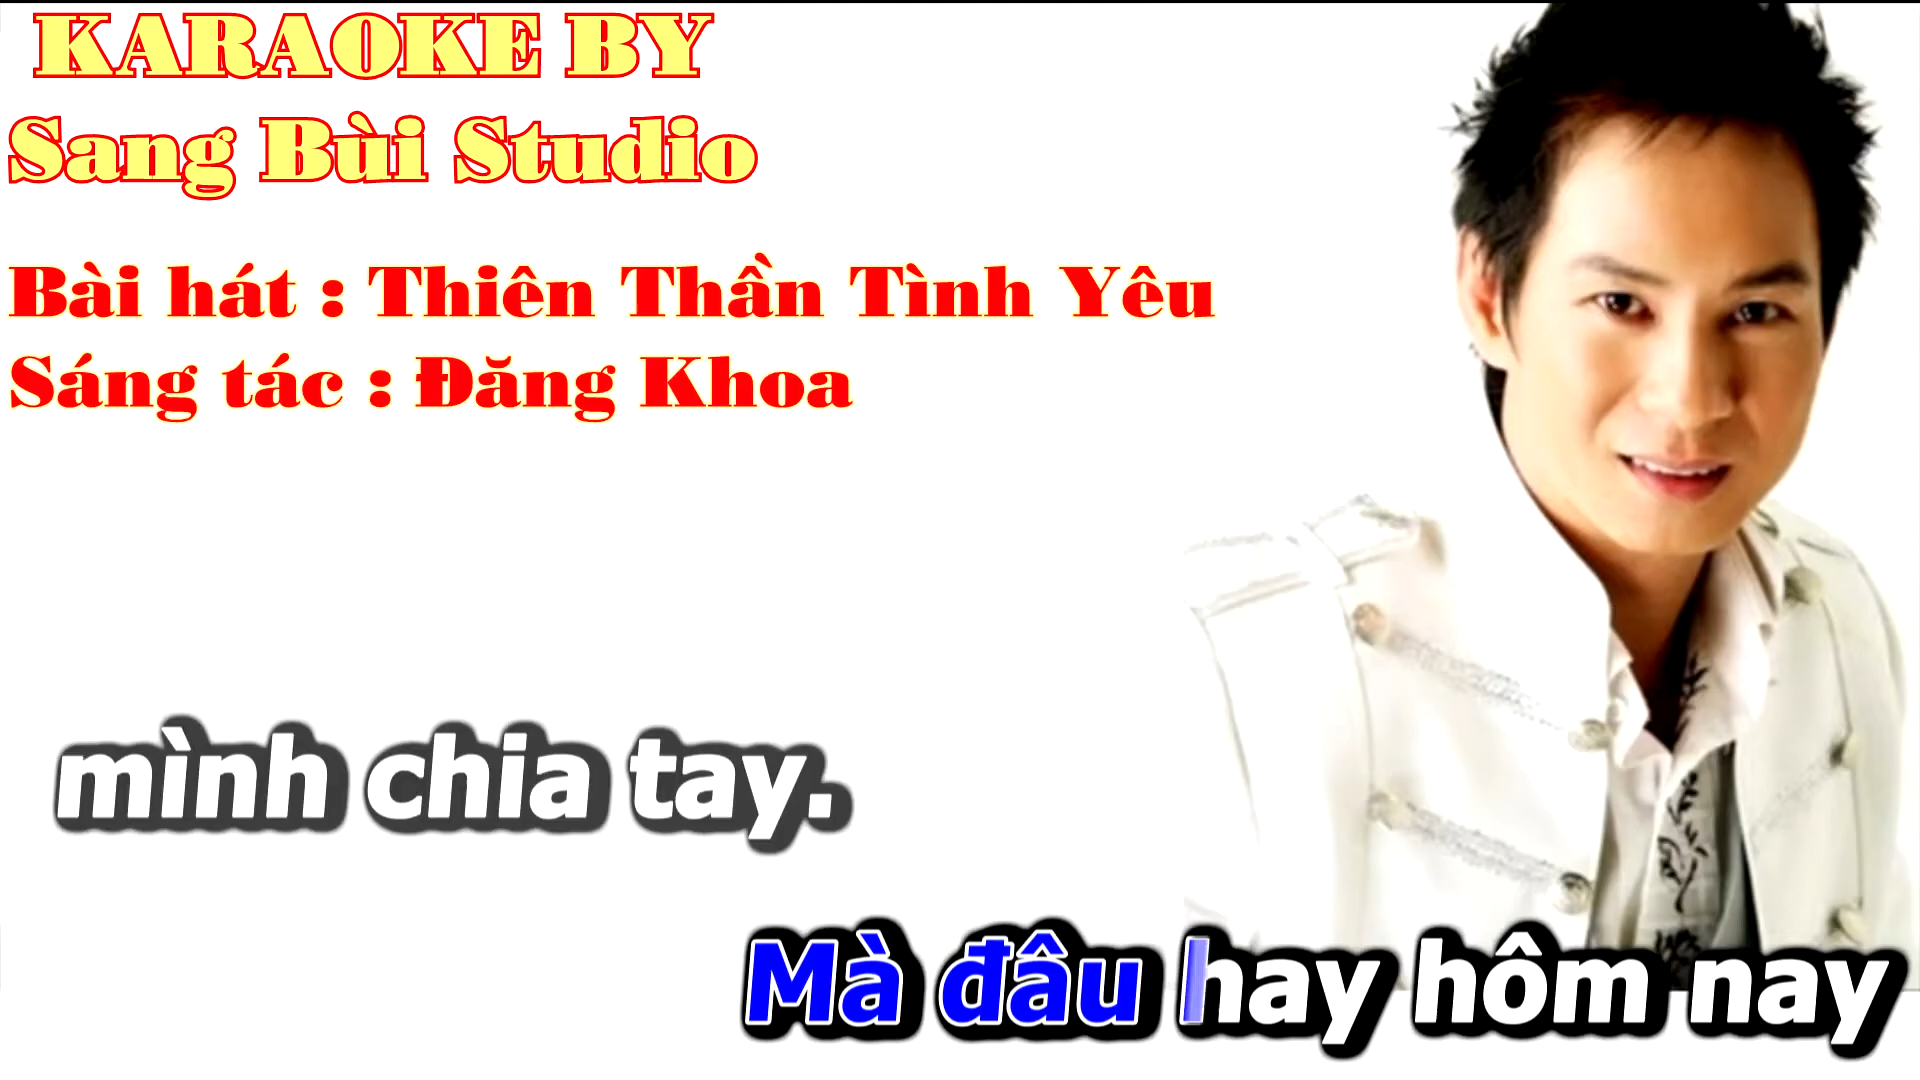 KARAOKE BY
Sang Bùi Studio
Bài hát : Thiên Thần Tình Yêu
Sáng tác : Đăng Khoa
mình chia tay.
Mà đâu hay hôm nay